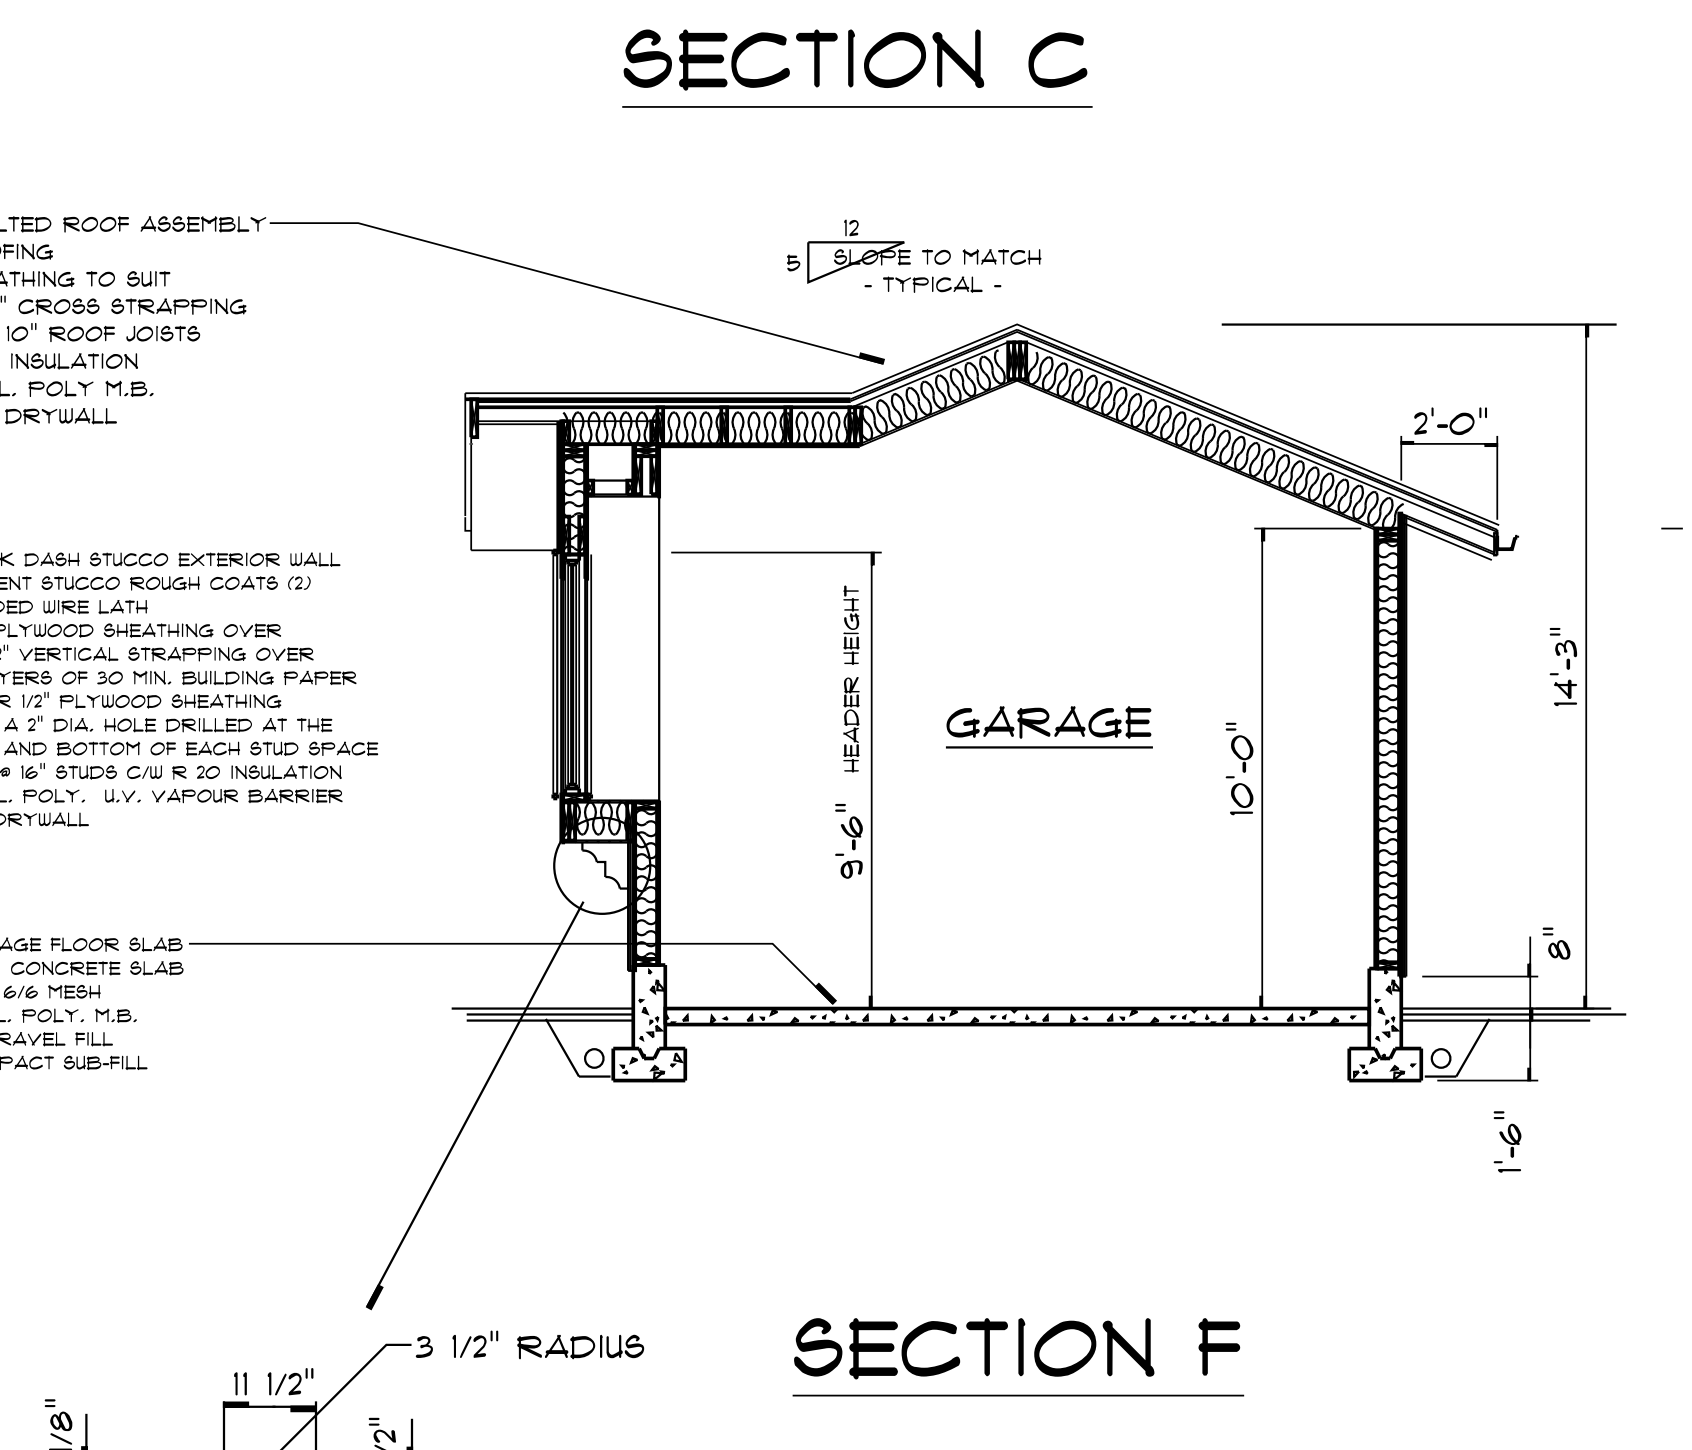 SECTION C
LTED ROOF ASSEMBLY
OFING
ATHING TO SUIT
" CROSS STRAPPING
10" ROOF JOISTS
INSULATION
L. POLY M.B.
DRYWALL
12
5
SLOPE TO MATCH
- TYPICAL -
2'-0"
K DASH STUCCO EXTERIOR WALL
ENT STUCCO ROUGH COATS (2)
DED WIRE LATH
PLYWOOD SHEATHING OVER
2" VERTICAL STRAPPING OVER
YERS OF 30 MIN. BUILDING PAPER
R 1/2" PLYWOOD SHEATHING
A 2" DIA. HOLE DRILLED AT THE
AND BOTTOM OF EACH STUD SPACE
@ 16" STUDS C/W R 20 INSULATION
L. POLY. U.V. VAPOUR BARRIER
DRYWALL
9'-6" HEADER HEIGHT
GARAGE
10'-0"
14'-3"
8"
1'-6"
AGE FLOOR SLAB
CONCRETE SLAB
6/6 MESH
L. POLY. M.B.
RAVEL FILL
PACT SUB-FILL
SECTION F
3 1/2" RADIUS
11 1/2"
1/8"
/2"